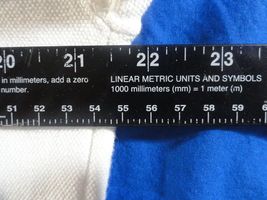 20 21 22 23
in millimeters, add a zero LINEAR METRIC UNITS AND SYMBOLS
number. 1000 millimeters (mm) = 1 meter (m)
51 52 53 54 55 56 57 58 59